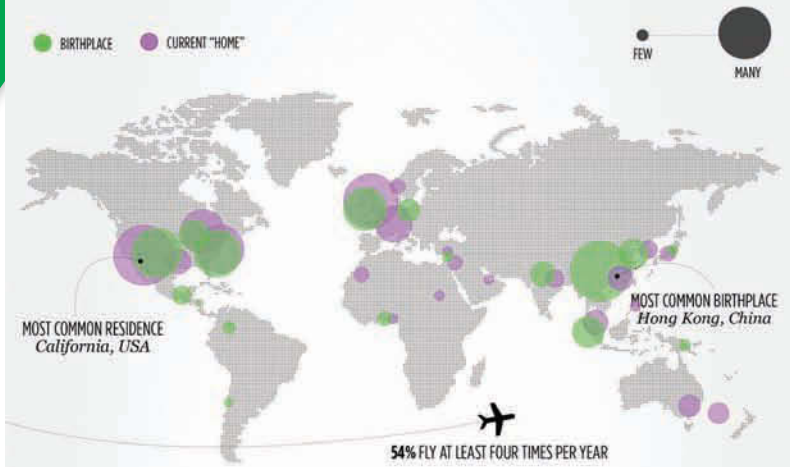 BIRTHPLACE
CURRENT "HOME"
FEW
MANY
MOST COMMON RESIDENCE
California, USA
MOST COMMON BIRTHPLACE
Hong Kong, China
54% FLY AT LEAST FOUR TIMES PER YEAR